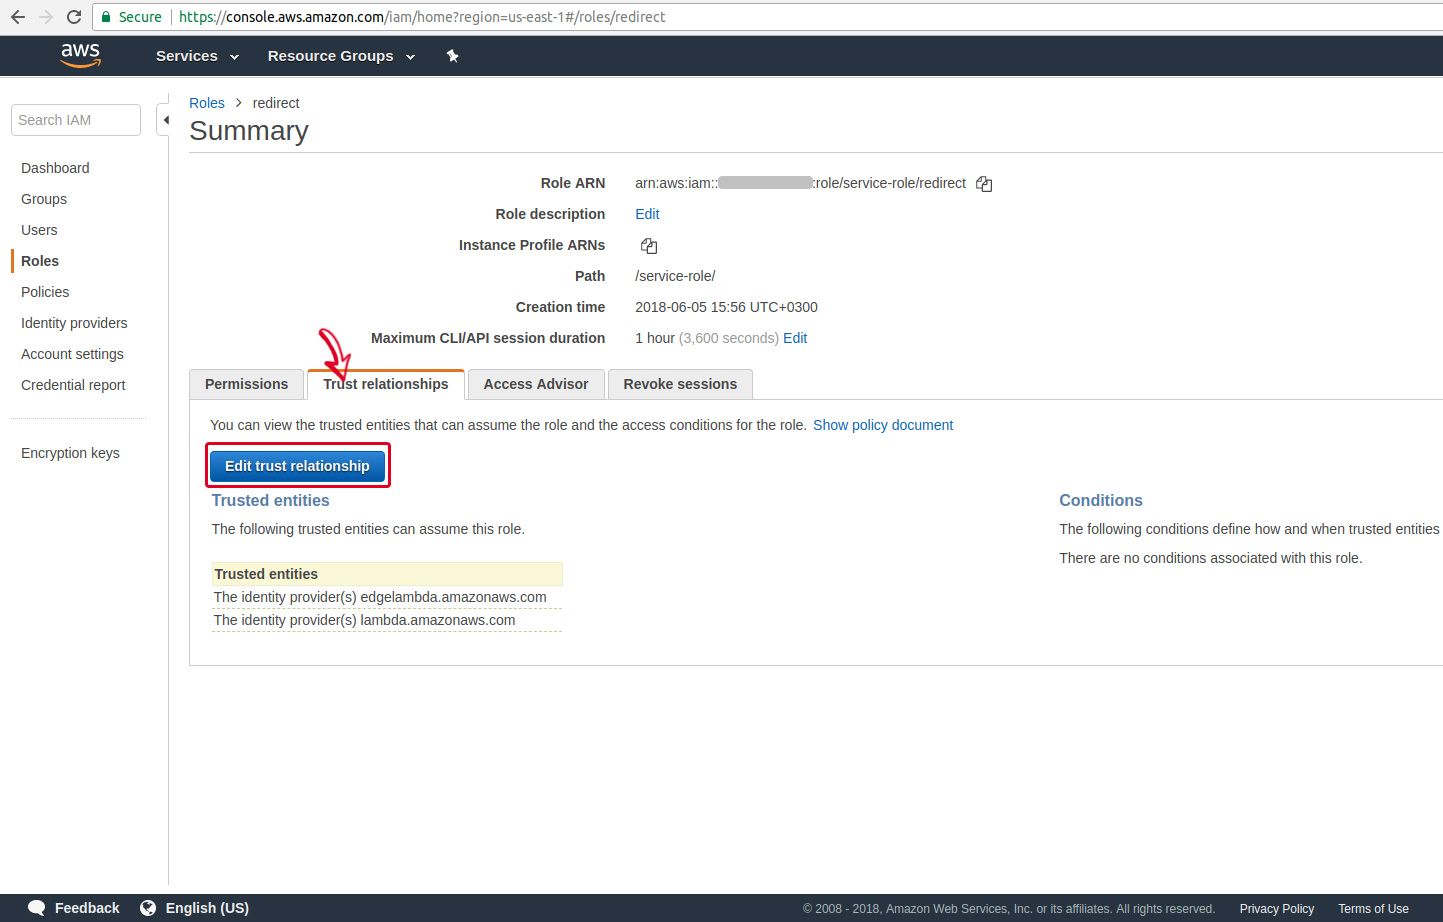 Secure https://console.aws.amazon.com/iam/home?region=us-east-1#/roles/redirect
aws Services Resource Groups
Search IAM
Dashboard
Groups
Users
Roles
Policies
Identity providers
Account settings
Credential report
Encryption keys
Roles > redirect
Summary
Role ARN arn:aws:iam:: :role/service-role/redirect
Role description Edit
Instance Profile ARNs
Path /service-role/
Creation time 2018-06-05 15:56 UTC+0300
Maximum CLI/API session duration 1 hour (3,600 seconds) Edit
Permissions Trust relationships Access Advisor Revoke sessions
You can view the trusted entities that can assume the role and the access conditions for the role. Show policy document
Edit trust relationship
Trusted entities
The following trusted entities can assume this role.
Trusted entities
The identity provider(s) edgelambda.amazonaws.com
The identity provider(s) lambda.amazonaws.com
Conditions
The following conditions define how and when trusted entities
There are no conditions associated with this role.
Feedback English (US) © 2008 - 2018, Amazon Web Services, Inc. or its affiliates. All rights reserved. Privacy Policy Terms of Use